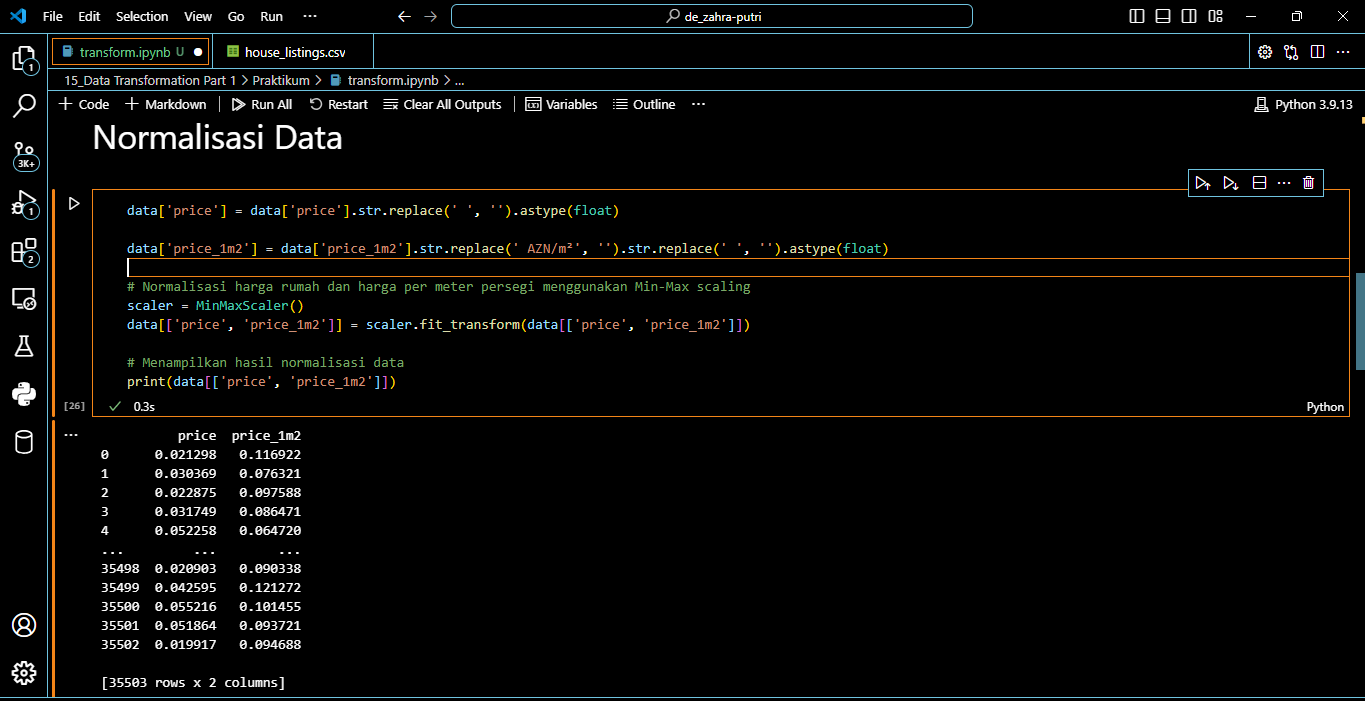 File Edit Selection View Go Run ··· de_zahra-putri
transform.ipynb U house_listings.csv
15_Data Transformation Part 1 > Praktikum > transform.ipynb > ...
+ Code + Markdown Run All Restart Clear All Outputs Variables Outline ··· Python 3.9.13
1
3K+
1
2
Normalisasi Data
data['price'] = data['price'].str.replace(' ', '').astype(float)
data['price_1m2'] = data['price_1m2'].str.replace(' AZN/m²', '').str.replace(' ', '').astype(float)
# Normalisasi harga rumah dan harga per meter persegi menggunakan Min-Max scaling
scaler = MinMaxScaler()
data[['price', 'price_1m2']] = scaler.fit_transform(data[['price', 'price_1m2']])
# Menampilkan hasil normalisasi data
print(data[['price', 'price_1m2']])
[26] 0.3s Python
price price_1m2
0 0.021298 0.116922
1 0.030369 0.076321
2 0.022875 0.097588
3 0.031749 0.086471
4 0.052258 0.064720
... ... ...
35498 0.020903 0.090338
35499 0.042595 0.121272
35500 0.055216 0.101455
35501 0.051864 0.093721
35502 0.019917 0.094688
[35503 rows x 2 columns]